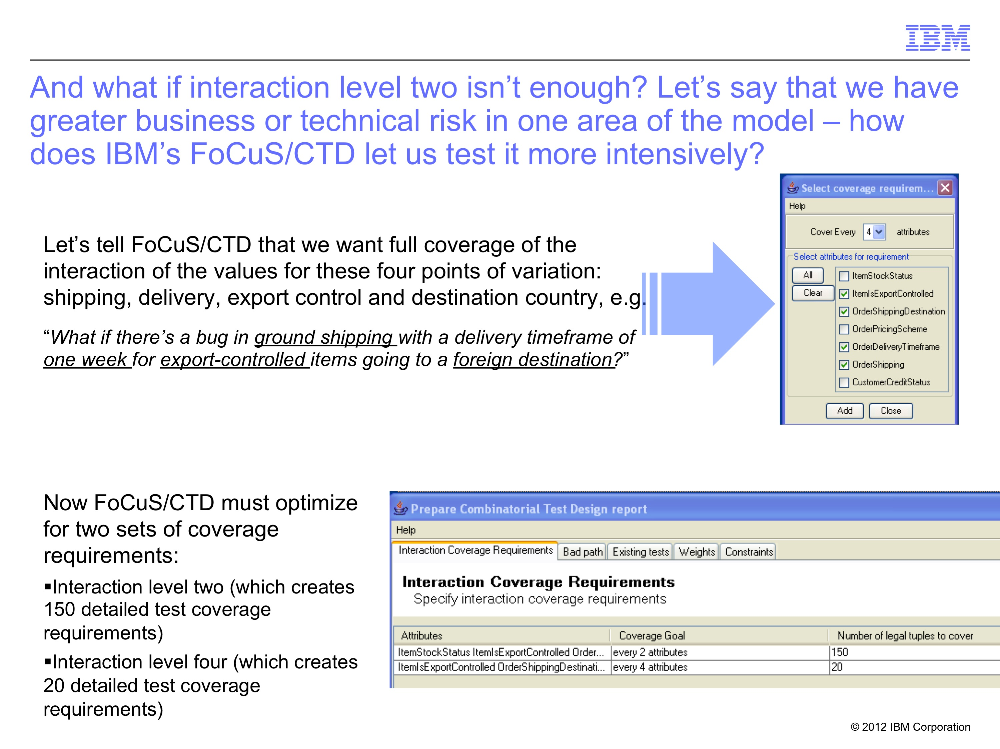 IBM
And what if interaction level two isn’t enough? Let’s say that we have
greater business or technical risk in one area of the model – how
does IBM’s FoCuS/CTD let us test it more intensively?
Let’s tell FoCuS/CTD that we want full coverage of the
interaction of the values for these four points of variation:
shipping, delivery, export control and destination country, e.g.
“What if there’s a bug in ground shipping with a delivery timeframe of
one week for export-controlled items going to a foreign destination?”
Select coverage requirem...
Help
Cover Every 4 attributes
Select attributes for requirement
All
Clear
ItemStockStatus
ItemIsExportControlled
OrderShippingDestination
OrderPricingScheme
OrderDeliveryTimeframe
OrderShipping
CustomerCreditStatus
Add Close
Now FoCuS/CTD must optimize
for two sets of coverage
requirements:
▪Interaction level two (which creates
150 detailed test coverage
requirements)
▪Interaction level four (which creates
20 detailed test coverage
requirements)
Prepare Combinatorial Test Design report
Help
Interaction Coverage Requirements Bad path Existing tests Weights Constraints
Interaction Coverage Requirements
Specify interaction coverage requirements
Attributes Coverage Goal Number of legal tuples to cover
ItemStockStatus ItemIsExportControlled Order... every 2 attributes 150
ItemIsExportControlled OrderShippingDestinati... every 4 attributes 20
© 2012 IBM Corporation